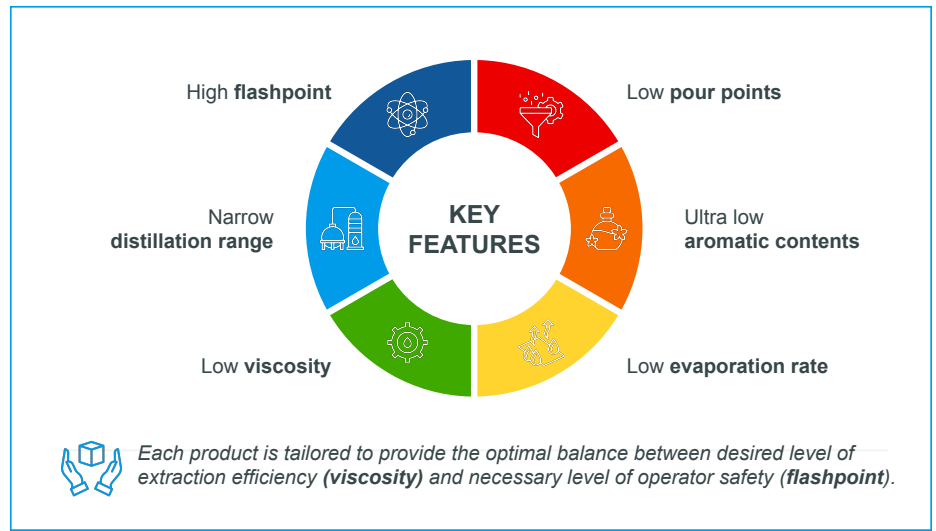 High flashpoint
Low pour points
Narrow
distillation range
KEY
FEATURES
Ultra low
aromatic contents
Low viscosity
Low evaporation rate
Each product is tailored to provide the optimal balance between desired level of
extraction efficiency (viscosity) and necessary level of operator safety (flashpoint).